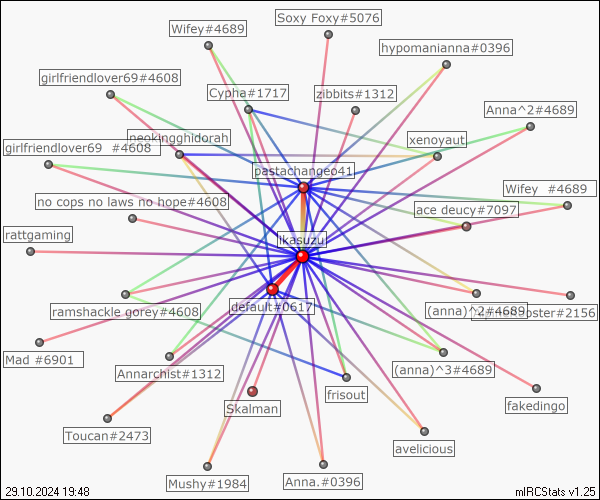 Soxy Foxy#5076
Wifey#4689
hypomanianna#0396
girlfriendlover69#4608
Cypha#1717
zibbits#1312
Anna^2#4689
neokingghidorah
xenoyaut
girlfriendlover69 #4608
pastachangeo41
Wifey #4689
no cops no laws no hope#4608
ace deucy#7097
rattgaming
ikasuzu
ramshackle gorey#4608
default#0617
(anna)^2#4689
#2156
Mad #6901
Annarchist#1312
(anna)^3#4689
Skalman
frisout
fakedingo
Toucan#2473
avelicious
Mushy#1984
Anna.#0396
29.10.2024 19:48
mIRCStats v1.25